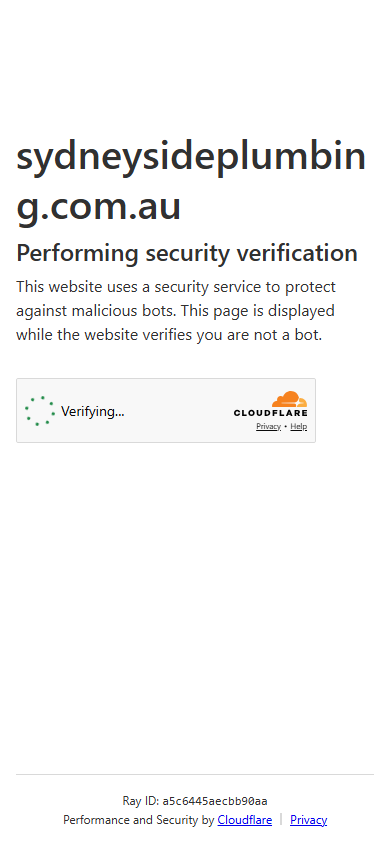 sydneysideplumbin
g.com.au
Performing security verification
This website uses a security service to protect
against malicious bots. This page is displayed
while the website verifies you are not a bot.
Verifying...
CLOUDFLARE
Privacy • Help
Ray ID: a5c6445aecbb90aa
Performance and Security by Cloudflare | Privacy